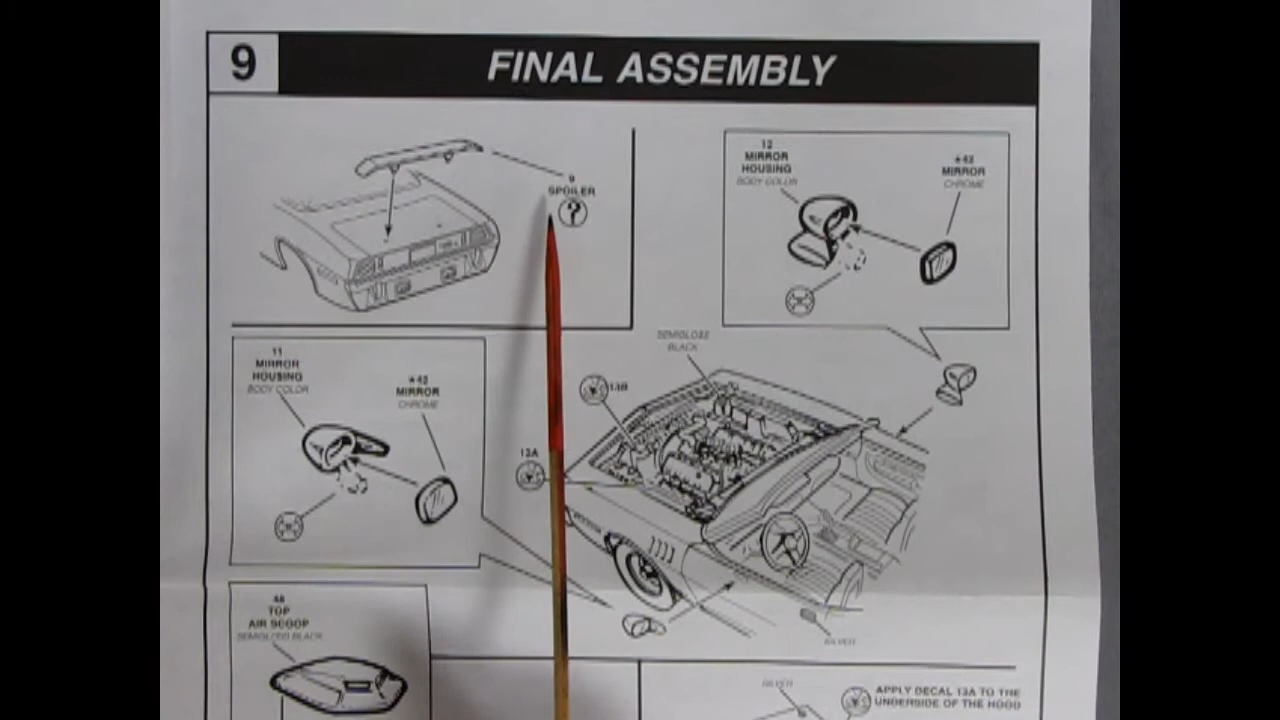 9
FINAL ASSEMBLY
9
SPOILER
?
12
MIRROR
HOUSING
BODY COLOR
★42
MIRROR
CHROME
11
MIRROR
HOUSING
BODY COLOR
★42
MIRROR
CHROME
SEMIGLOSS
BLACK
13B
13A
TOP
AIR SCOOP
SEMIGLOSS BLACK
SILVER
SILVER
APPLY DECAL 13A TO THE
UNDERSIDE OF THE HOOD